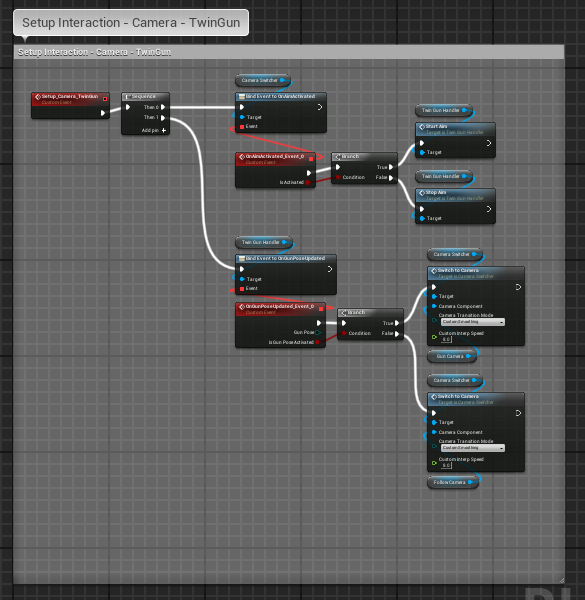 Setup Interaction - Camera - TwinGun
Setup Interaction - Camera - TwinGun
Camera Switcher
Setup_Camera_TwinGun
Custom Event
Sequence
Then 0
Then 1
Add pin
Bind Event to OnAimActivated
Target
Event
Twin Gun Handler
Start Aim
Target is Twin Gun Handler
Target
OnAimActivated_Event_0
Custom Event
Is Activated
Branch
True
Condition
False
Twin Gun Handler
Stop Aim
Target is Twin Gun Handler
Target
Twin Gun Handler
Bind Event to OnGunPoseUpdated
Target
Event
Camera Switcher
Switch to Camera
Target is Camera Switcher
Target
Camera Component
Camera Transition Mode
CustomSmoothing
Custom Interp Speed
8.0
OnGunPoseUpdated_Event_0
Custom Event
Gun Pose
Is Gun Pose Activated
Branch
True
Condition
False
Gun Camera
Camera Switcher
Switch to Camera
Target is Camera Switcher
Target
Camera Component
Camera Transition Mode
CustomSmoothing
Custom Interp Speed
8.0
FollowCamera